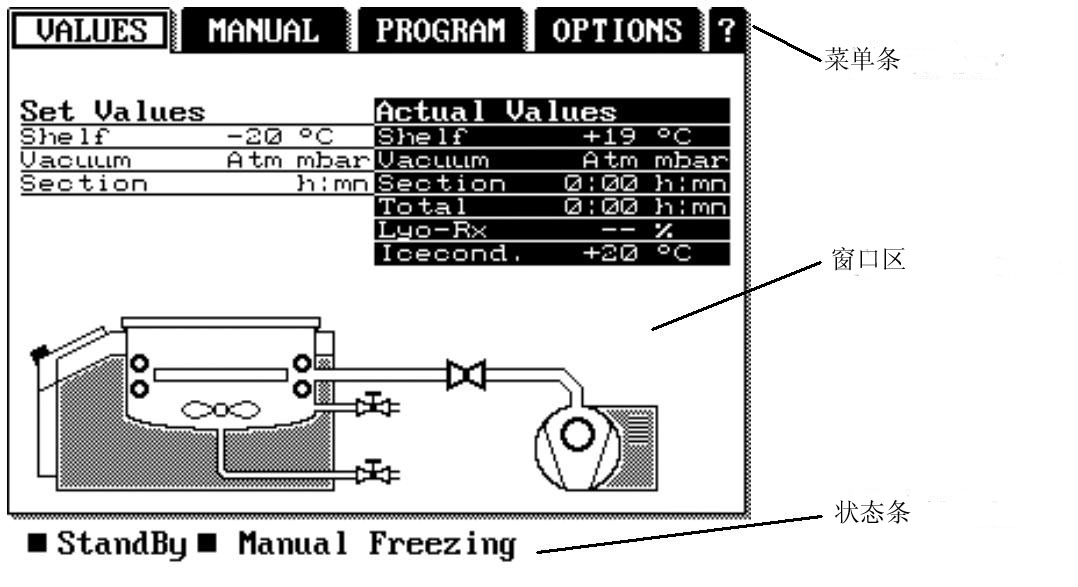 VALUES MANUAL PROGRAM OPTIONS ?
菜单条
Set Values
Shelf -20 °C
Vacuum Atm mbar
Section h:mn
Actual Values
Shelf +19 °C
Vacuum Atm mbar
Section 0:00 h:mn
Total 0:00 h:mn
Lyo-Rx -- %
Icecond. +20 °C
窗口区
状态条
■ StandBy ■ Manual Freezing